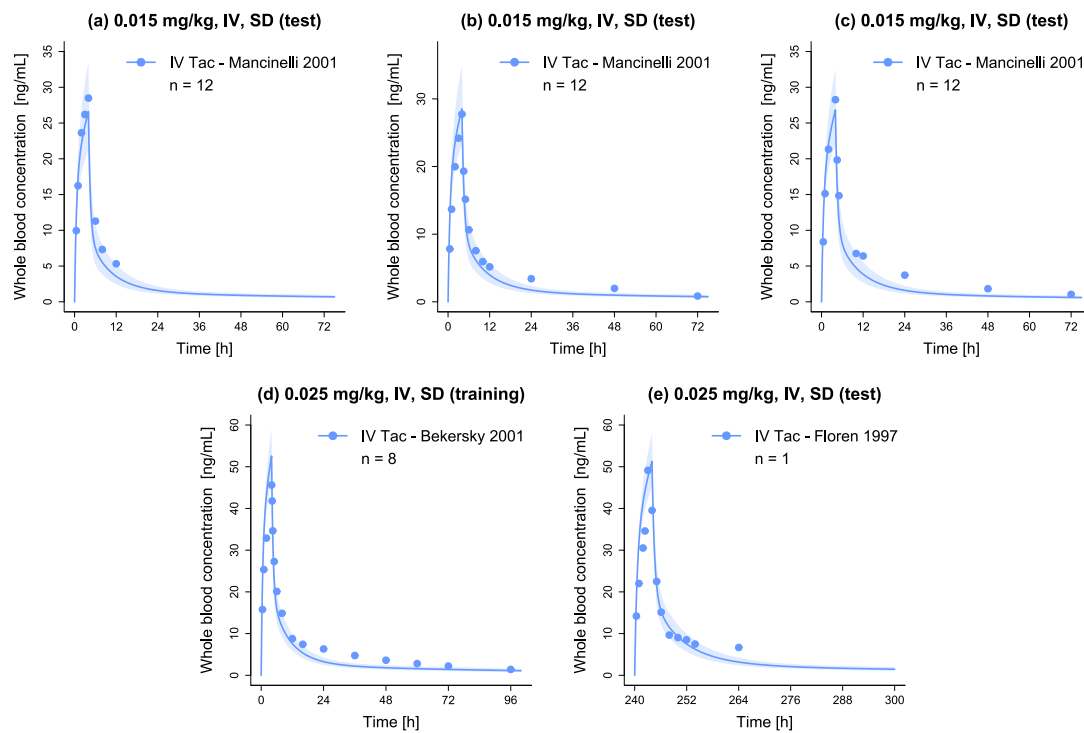 (a) 0.015 mg/kg, IV, SD (test)
Whole blood concentration [ng/mL]
35
30
25
20
15
10
5
0
IV Tac - Mancinelli 2001
n = 12
0 12 24 36 48 60 72
Time [h]
(b) 0.015 mg/kg, IV, SD (test)
Whole blood concentration [ng/mL]
30
20
10
0
IV Tac - Mancinelli 2001
n = 12
0 12 24 36 48 60 72
Time [h]
(c) 0.015 mg/kg, IV, SD (test)
Whole blood concentration [ng/mL]
35
30
25
20
15
10
5
0
IV Tac - Mancinelli 2001
n = 12
0 12 24 36 48 60 72
Time [h]
(d) 0.025 mg/kg, IV, SD (training)
Whole blood concentration [ng/mL]
60
50
40
30
20
10
0
IV Tac - Bekersky 2001
n = 8
0 24 48 72 96
Time [h]
(e) 0.025 mg/kg, IV, SD (test)
Whole blood concentration [ng/mL]
60
50
40
30
20
10
0
IV Tac - Floren 1997
n = 1
240 252 264 276 288 300
Time [h]